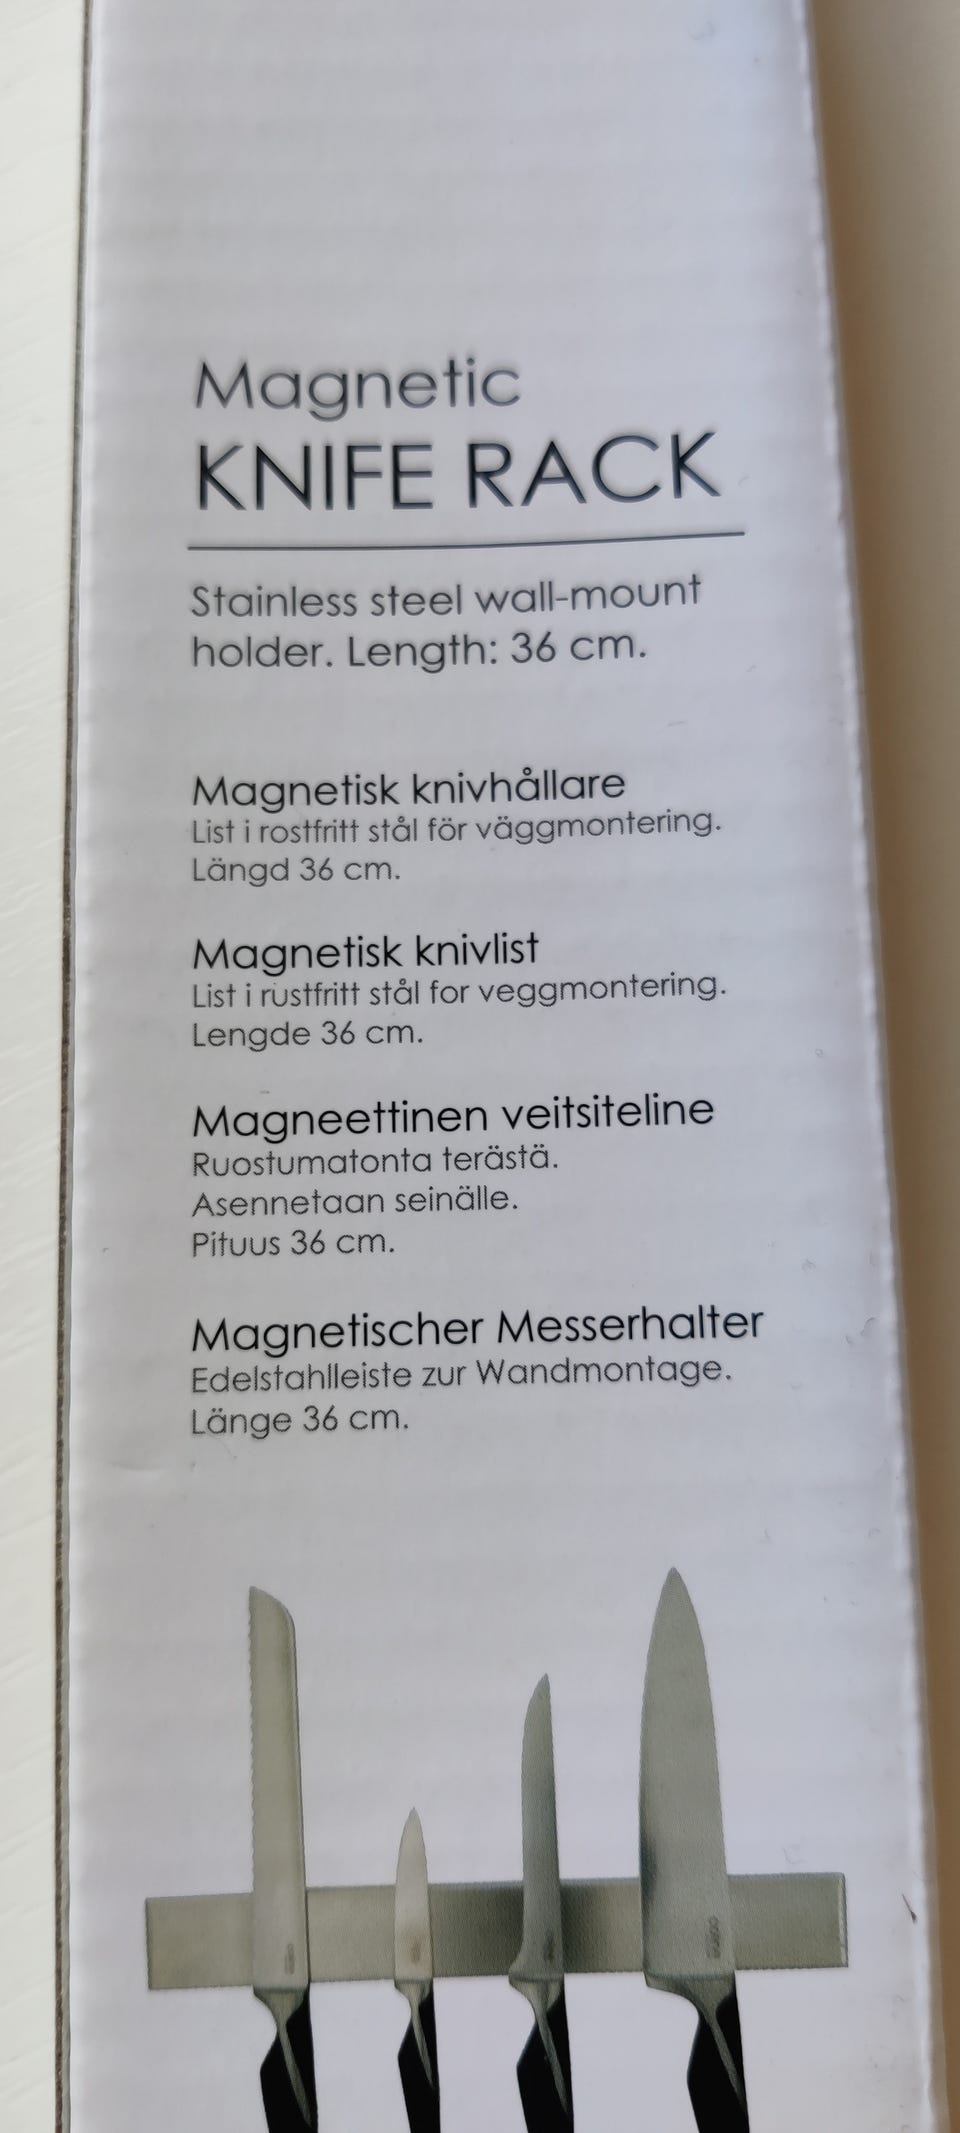 Magnetic
KNIFE RACK
Stainless steel wall-mount
holder. Length: 36 cm.
Magnetisk knivhållare
List i rostfritt stål för väggmontering.
Längd 36 cm.
Magnetisk knivlist
List i rustfritt stål for veggmontering.
Lengde 36 cm.
Magneettinen veitsiteline
Ruostumatonta terästä.
Asennetaan seinälle.
Pituus 36 cm.
Magnetischer Messerhalter
Edelstahlleiste zur Wandmontage.
Länge 36 cm.